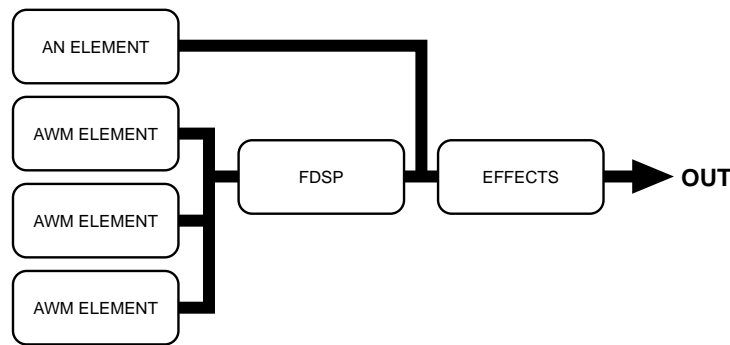 AN ELEMENT
AWM ELEMENT
FDSP
EFFECTS
OUT
AWM ELEMENT
AWM ELEMENT